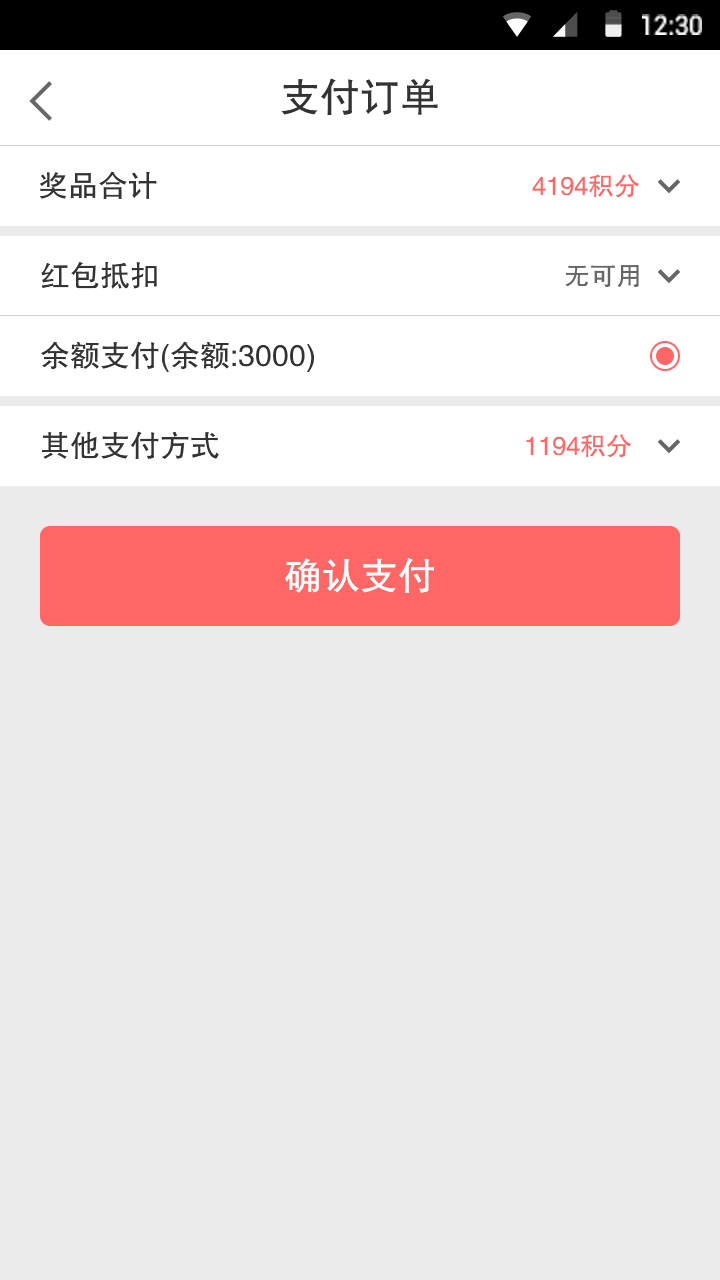 12:30
支付订单
奖品合计 4194积分
红包抵扣 无可用
余额支付(余额:3000)
其他支付方式 1194积分
确认支付